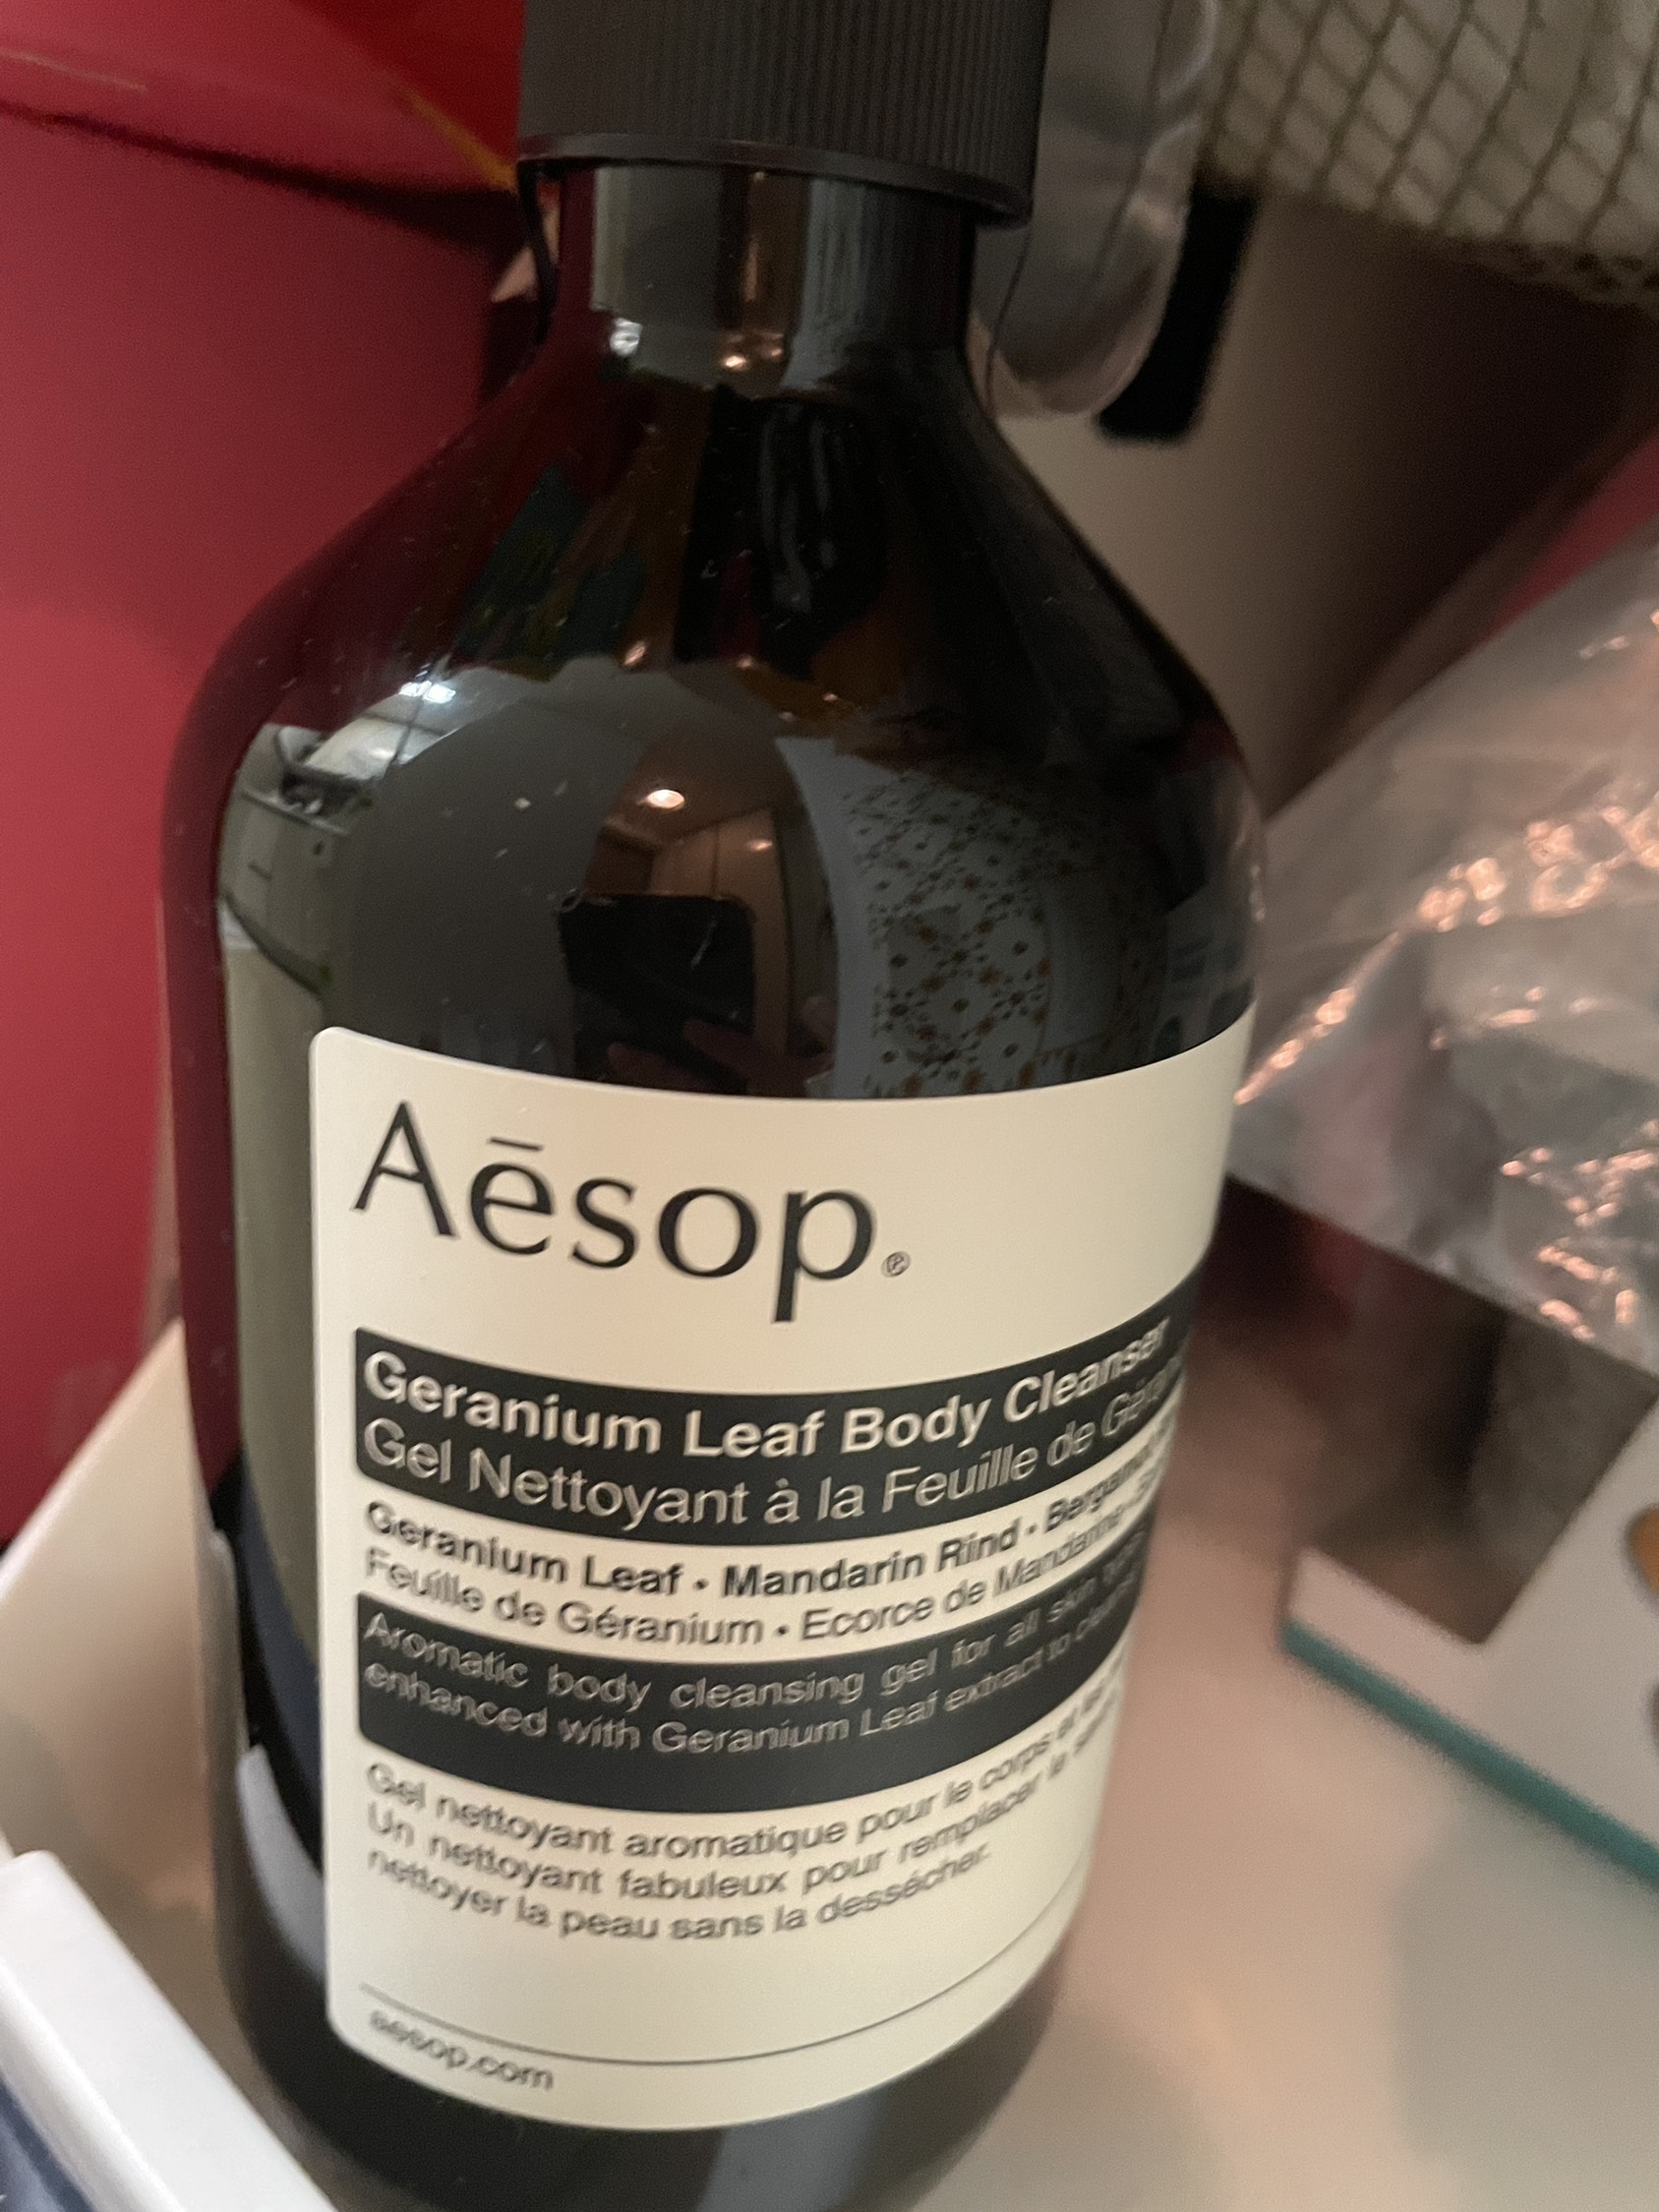 Aēsop.®
Geranium Leaf Body Cleanser
Gel Nettoyant à la Feuille de
Geranium Leaf • Mandarin Rind •
Feuille de Géranium • Ecorce de Mandarine •
Aromatic body cleansing gel for all skin
enhanced with Geranium Leaf extract to
Gel nettoyant aromatique pour le corps et
Un nettoyant fabuleux pour remplacer le
nettoyer la peau sans la dessécher.
aesop.com